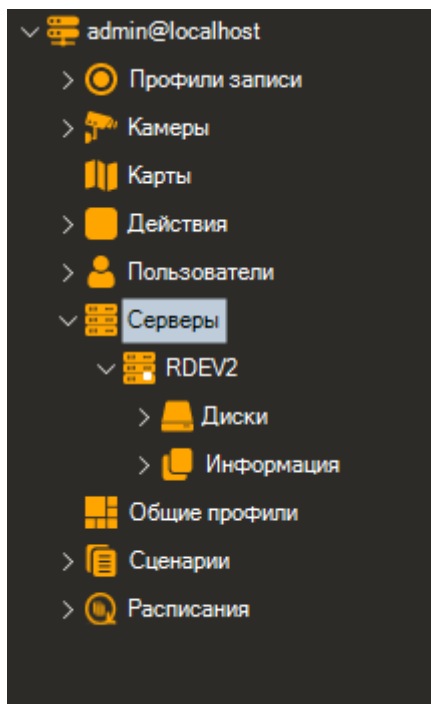 admin@localhost
Профили записи
Камеры
Карты
Действия
Пользователи
Серверы
RDEV2
Диски
Информация
Общие профили
Сценарии
Расписания